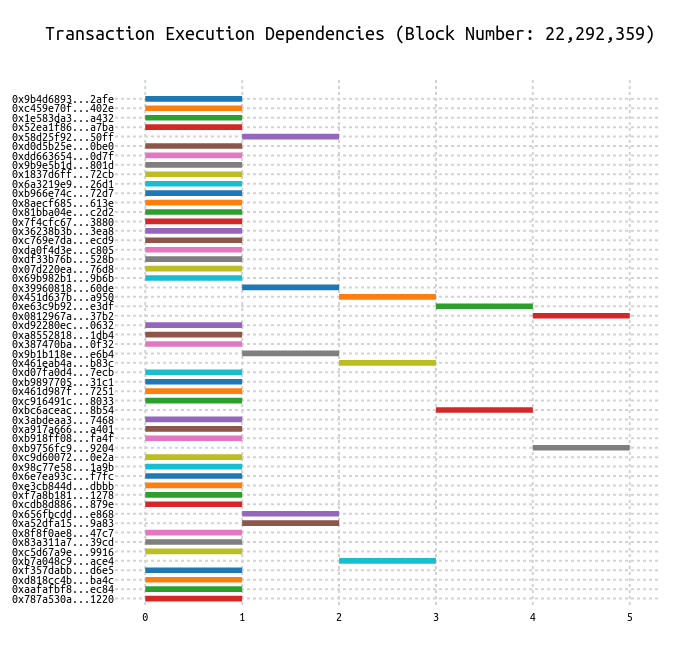 Transaction Execution Dependencies (Block Number: 22,292,359)
0x9b4d6893...2afe
0xc459e70f...402e
0x1e583da3...a432
0x52ea1f86...a7ba
0x58d25f92...50ff
0xd0d5b25e...0be0
0xdd663654...0d7f
0x9b9e5b1d...801d
0x1837d6ff...72cb
0x6a3219e9...26d1
0xb966e74c...72d7
0x8aecf685...613e
0x81bba04e...c2d2
0x7f4cfc67...3880
0x36238b3b...3ea8
0xc769e7da...ecd9
0xda0f4d3e...c805
0xdf33b76b...528b
0x07d220ea...76d8
0x69b982b1...9b6b
0x39960818...60de
0x451d637b...a950
0xe63c9b92...e3df
0x0812967a...37b2
0xd92280ec...0632
0xa8552818...1db4
0x387470ba...0f32
0x9b1b118e...e6b4
0x461eab4a...b83c
0xd07fa0d4...7ecb
0xb9897705...31c1
0x461d987f...7251
0xc916491c...8033
0xbc6aceac...8b54
0x3abdeaa3...7468
0xa917a666...a401
0xb918ff08...fa4f
0xb9756fc9...9204
0xc9d60072...0e2a
0x98c77e58...1a9b
0x6e7ea93c...f7fc
0xe3cb844d...dbbb
0xf7a8b181...1278
0xcdb8d886...879e
0x656fbcdd...e868
0xa52dfa15...9a83
0x8f8f0ae8...47c7
0x83a311a7...39cd
0xc5d67a9e...9916
0xb7a048c9...ace4
0xf357dabb...d6e5
0xd818cc4b...ba4c
0xaafafbf8...ec84
0x787a530a...1220
0 1 2 3 4 5